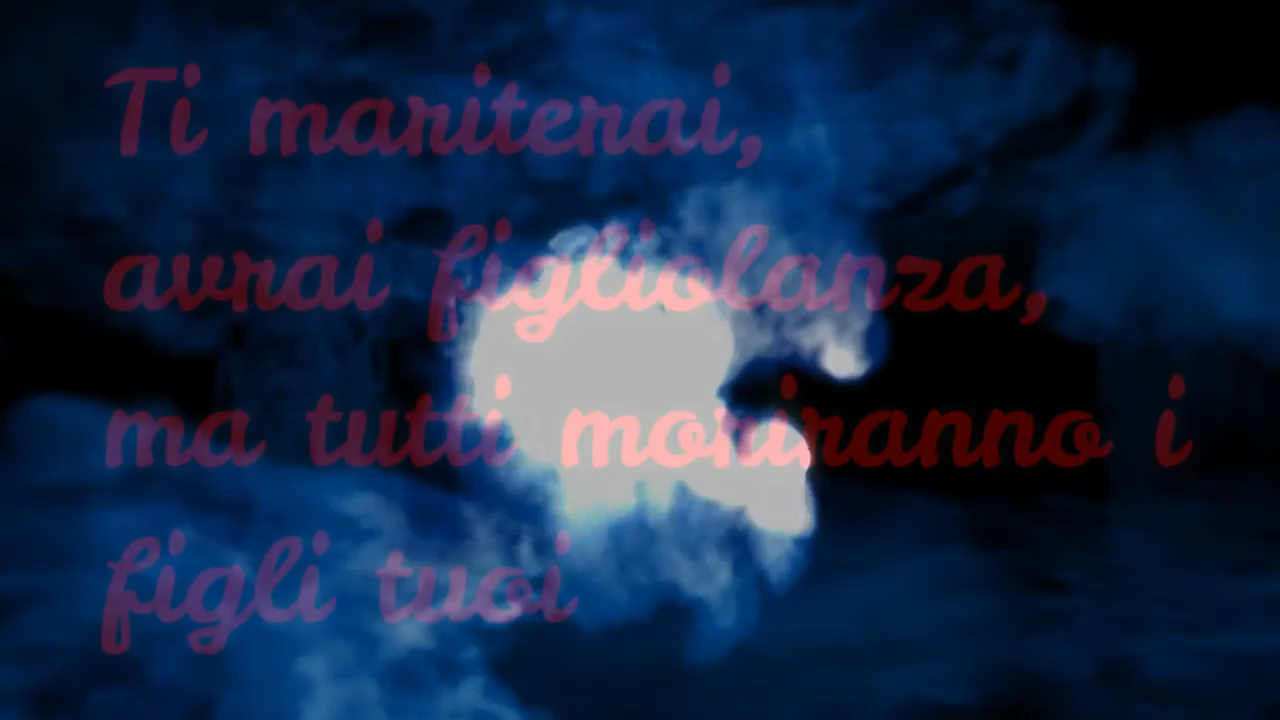 Ti mariterai,
avrai figliolanza,
ma tutti moriranno i
figli tuoi